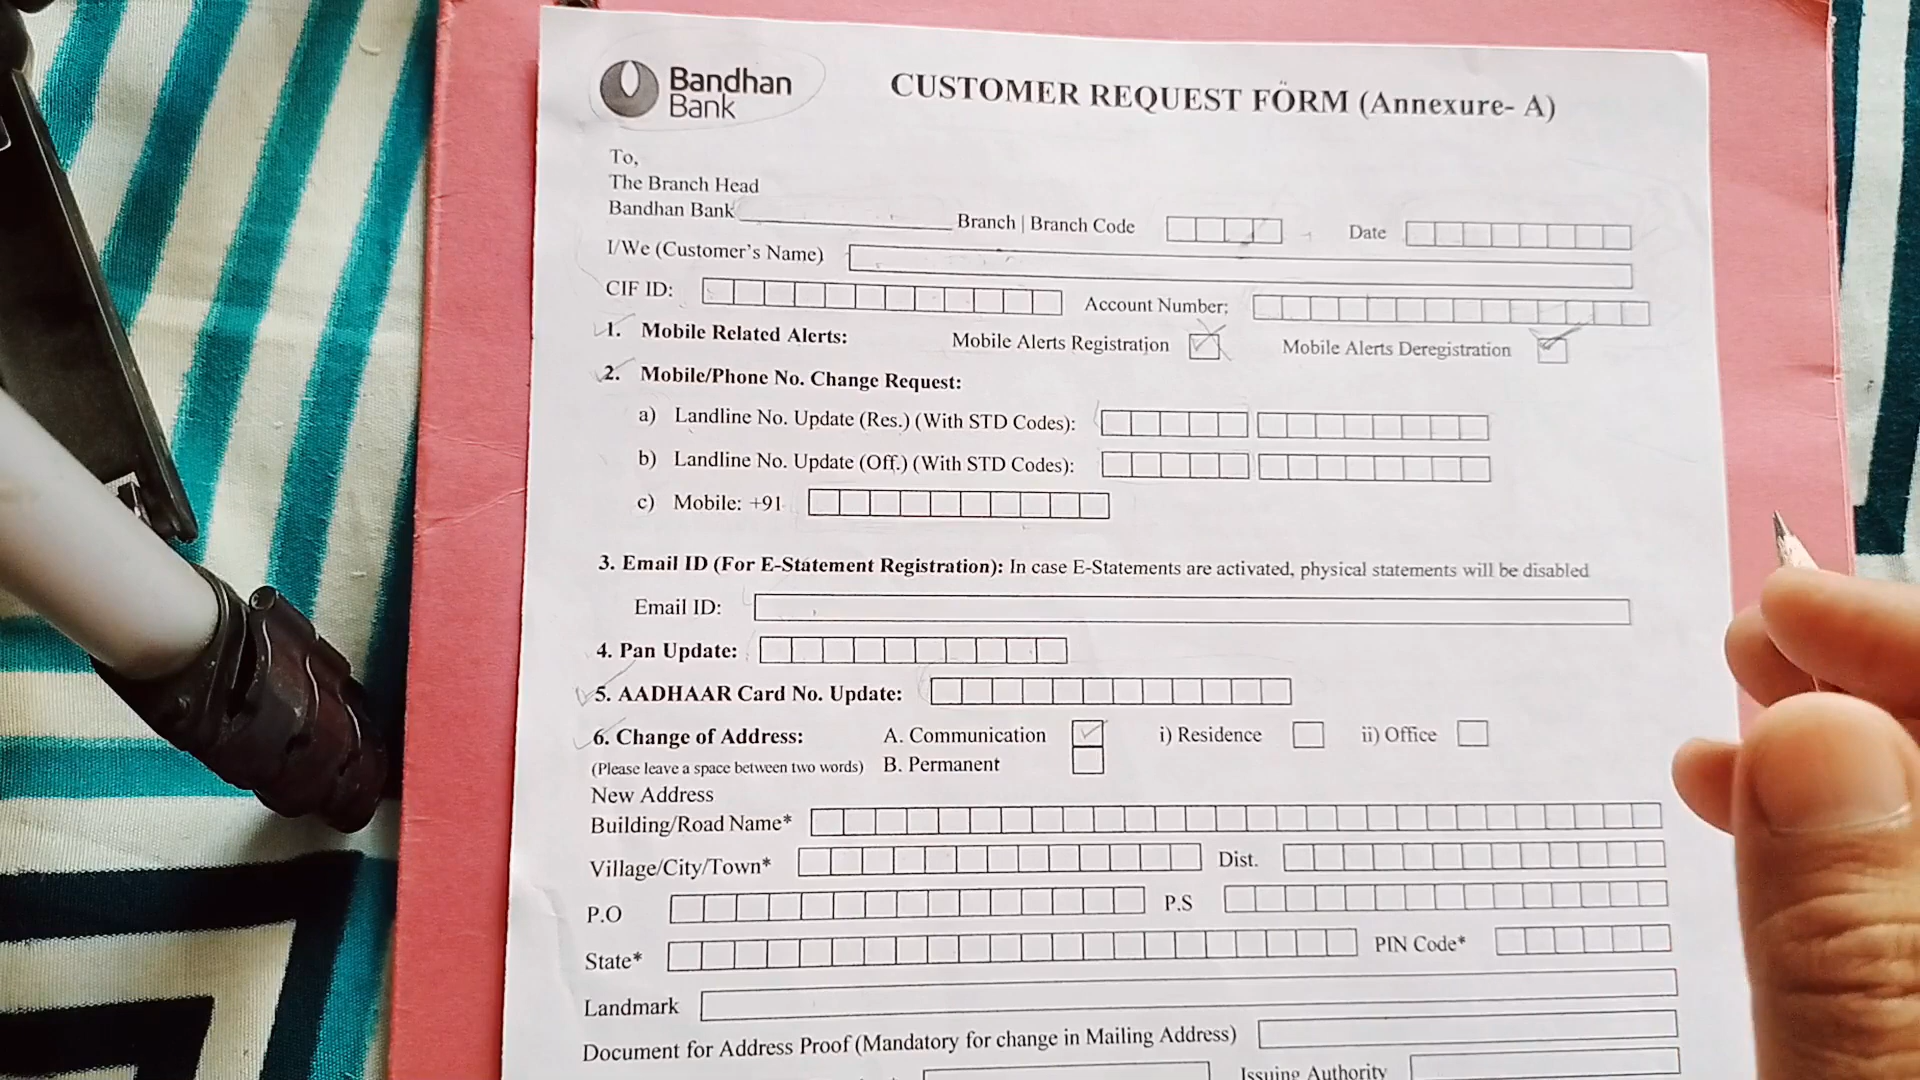 Bandhan
Bank
CUSTOMER REQUEST FORM (Annexure- A)
To,
The Branch Head
Bandhan Bank Branch | Branch Code Date
I/We (Customer's Name)
CIF ID: Account Number:
1. Mobile Related Alerts: Mobile Alerts Registration Mobile Alerts Deregistration
2. Mobile/Phone No. Change Request:
a) Landline No. Update (Res.) (With STD Codes):
b) Landline No. Update (Off.) (With STD Codes):
c) Mobile: +91
3. Email ID (For E-Statement Registration): In case E-Statements are activated, physical statements will be disabled
Email ID:
4. Pan Update:
5. AADHAAR Card No. Update:
6. Change of Address: A. Communication i) Residence ii) Office
(Please leave a space between two words) B. Permanent
New Address
Building/Road Name*
Village/City/Town* Dist.
P.O P.S
State* PIN Code*
Landmark
Document for Address Proof (Mandatory for change in Mailing Address)
Issuing Authority